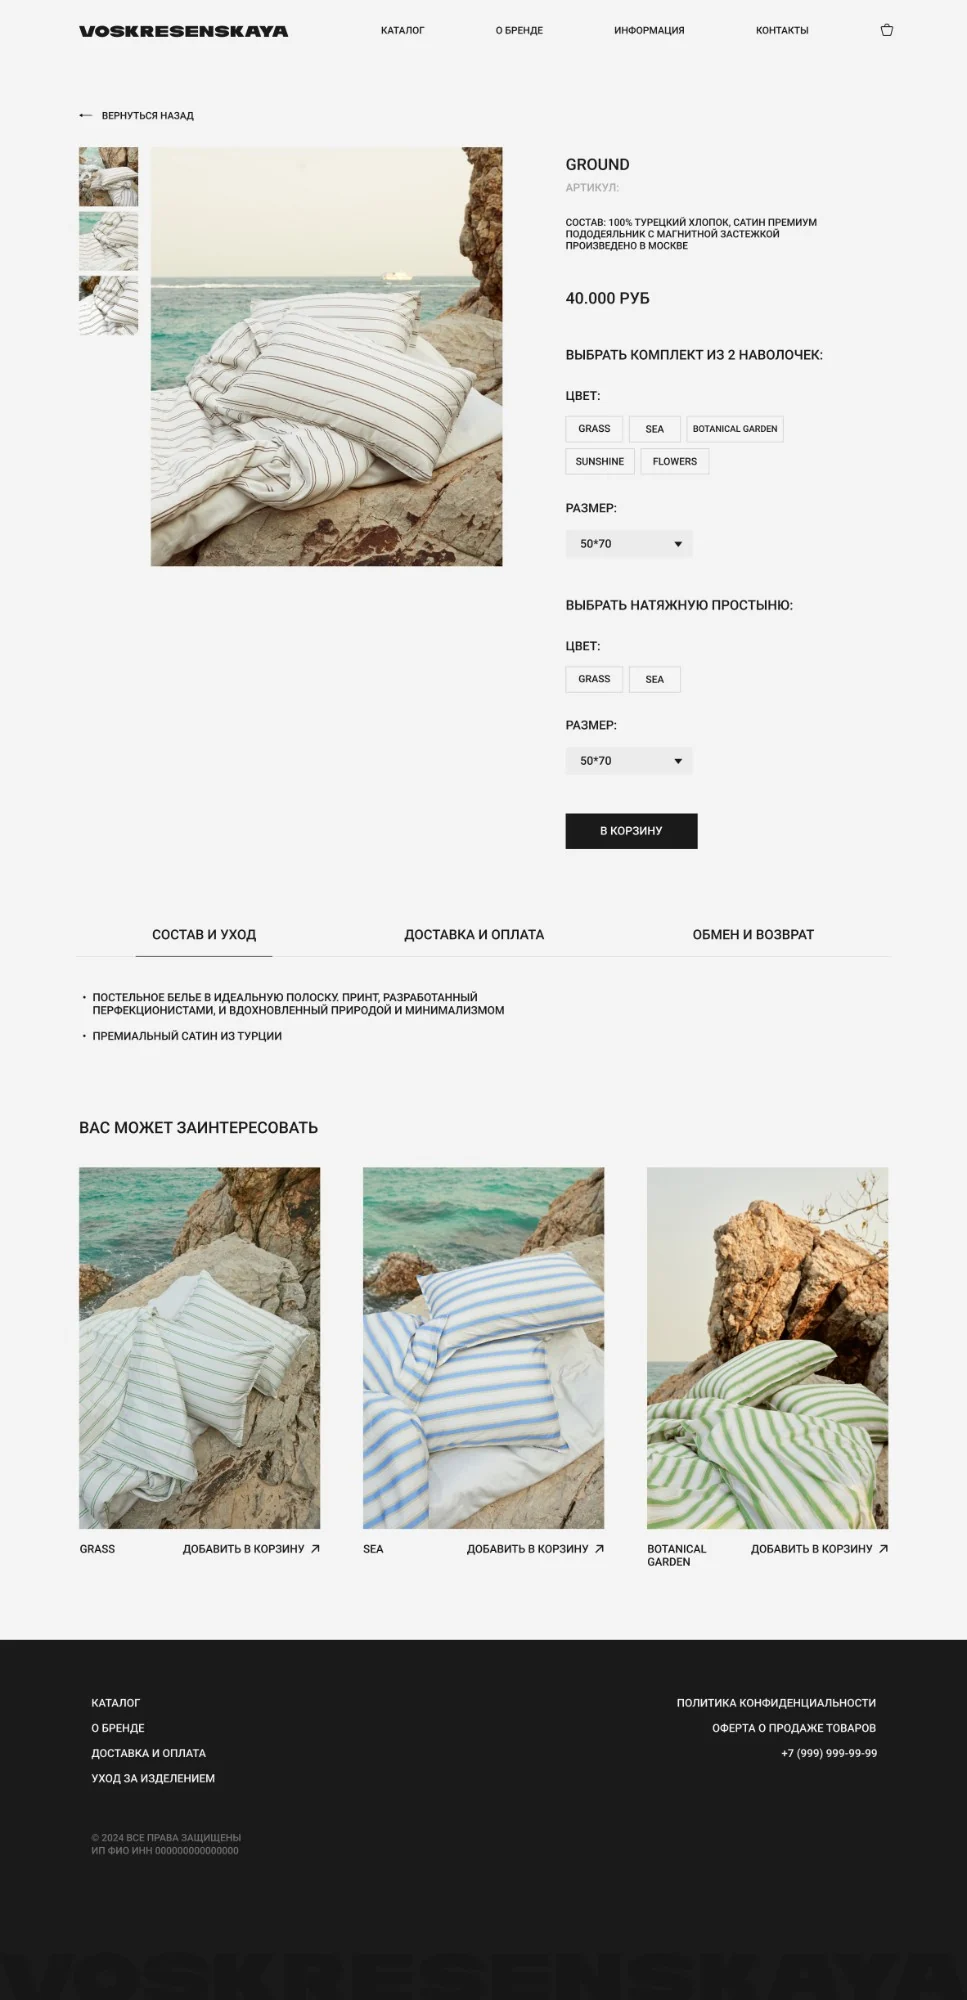 VOSKRESENSKAYA
КАТАЛОГ
О БРЕНДЕ
ИНФОРМАЦИЯ
КОНТАКТЫ
ВЕРНУТЬСЯ НАЗАД
GROUND
АРТИКУЛ:
СОСТАВ: 100% ТУРЕЦКИЙ ХЛОПОК, САТИН ПРЕМИУМ
ПОДОДЕЯЛЬНИК С МАГНИТНОЙ ЗАСТЕЖКОЙ
ПРОИЗВЕДЕНО В МОСКВЕ
40.000 РУБ
ВЫБРАТЬ КОМПЛЕКТ ИЗ 2 НАВОЛОЧЕК:
ЦВЕТ:
GRASS
SEA
BOTANICAL GARDEN
SUNSHINE
FLOWERS
РАЗМЕР:
50*70
ВЫБРАТЬ НАТЯЖНУЮ ПРОСТЫНЮ:
ЦВЕТ:
GRASS
SEA
РАЗМЕР:
50*70
В КОРЗИНУ
СОСТАВ И УХОД
ДОСТАВКА И ОПЛАТА
ОБМЕН И ВОЗВРАТ
• ПОСТЕЛЬНОЕ БЕЛЬЕ В ИДЕАЛЬНУЮ ПОЛОСКУ. ПРИНТ, РАЗРАБОТАННЫЙ
ПЕРФЕКЦИОНИСТАМИ, И ВДОХНОВЛЕННЫЙ ПРИРОДОЙ И МИНИМАЛИЗМОМ
• ПРЕМИАЛЬНЫЙ САТИН ИЗ ТУРЦИИ
ВАС МОЖЕТ ЗАИНТЕРЕСОВАТЬ
GRASS
ДОБАВИТЬ В КОРЗИНУ
SEA
ДОБАВИТЬ В КОРЗИНУ
BOTANICAL
GARDEN
ДОБАВИТЬ В КОРЗИНУ
КАТАЛОГ
О БРЕНДЕ
ДОСТАВКА И ОПЛАТА
УХОД ЗА ИЗДЕЛЕНИЕМ
ПОЛИТИКА КОНФИДЕНЦИАЛЬНОСТИ
ОФЕРТА О ПРОДАЖЕ ТОВАРОВ
+7 (999) 999-99-99
© 2024 ВСЕ ПРАВА ЗАЩИЩЕНЫ
ИП ФИО ИНН 000000000000000
VOSKRESENSKAYA